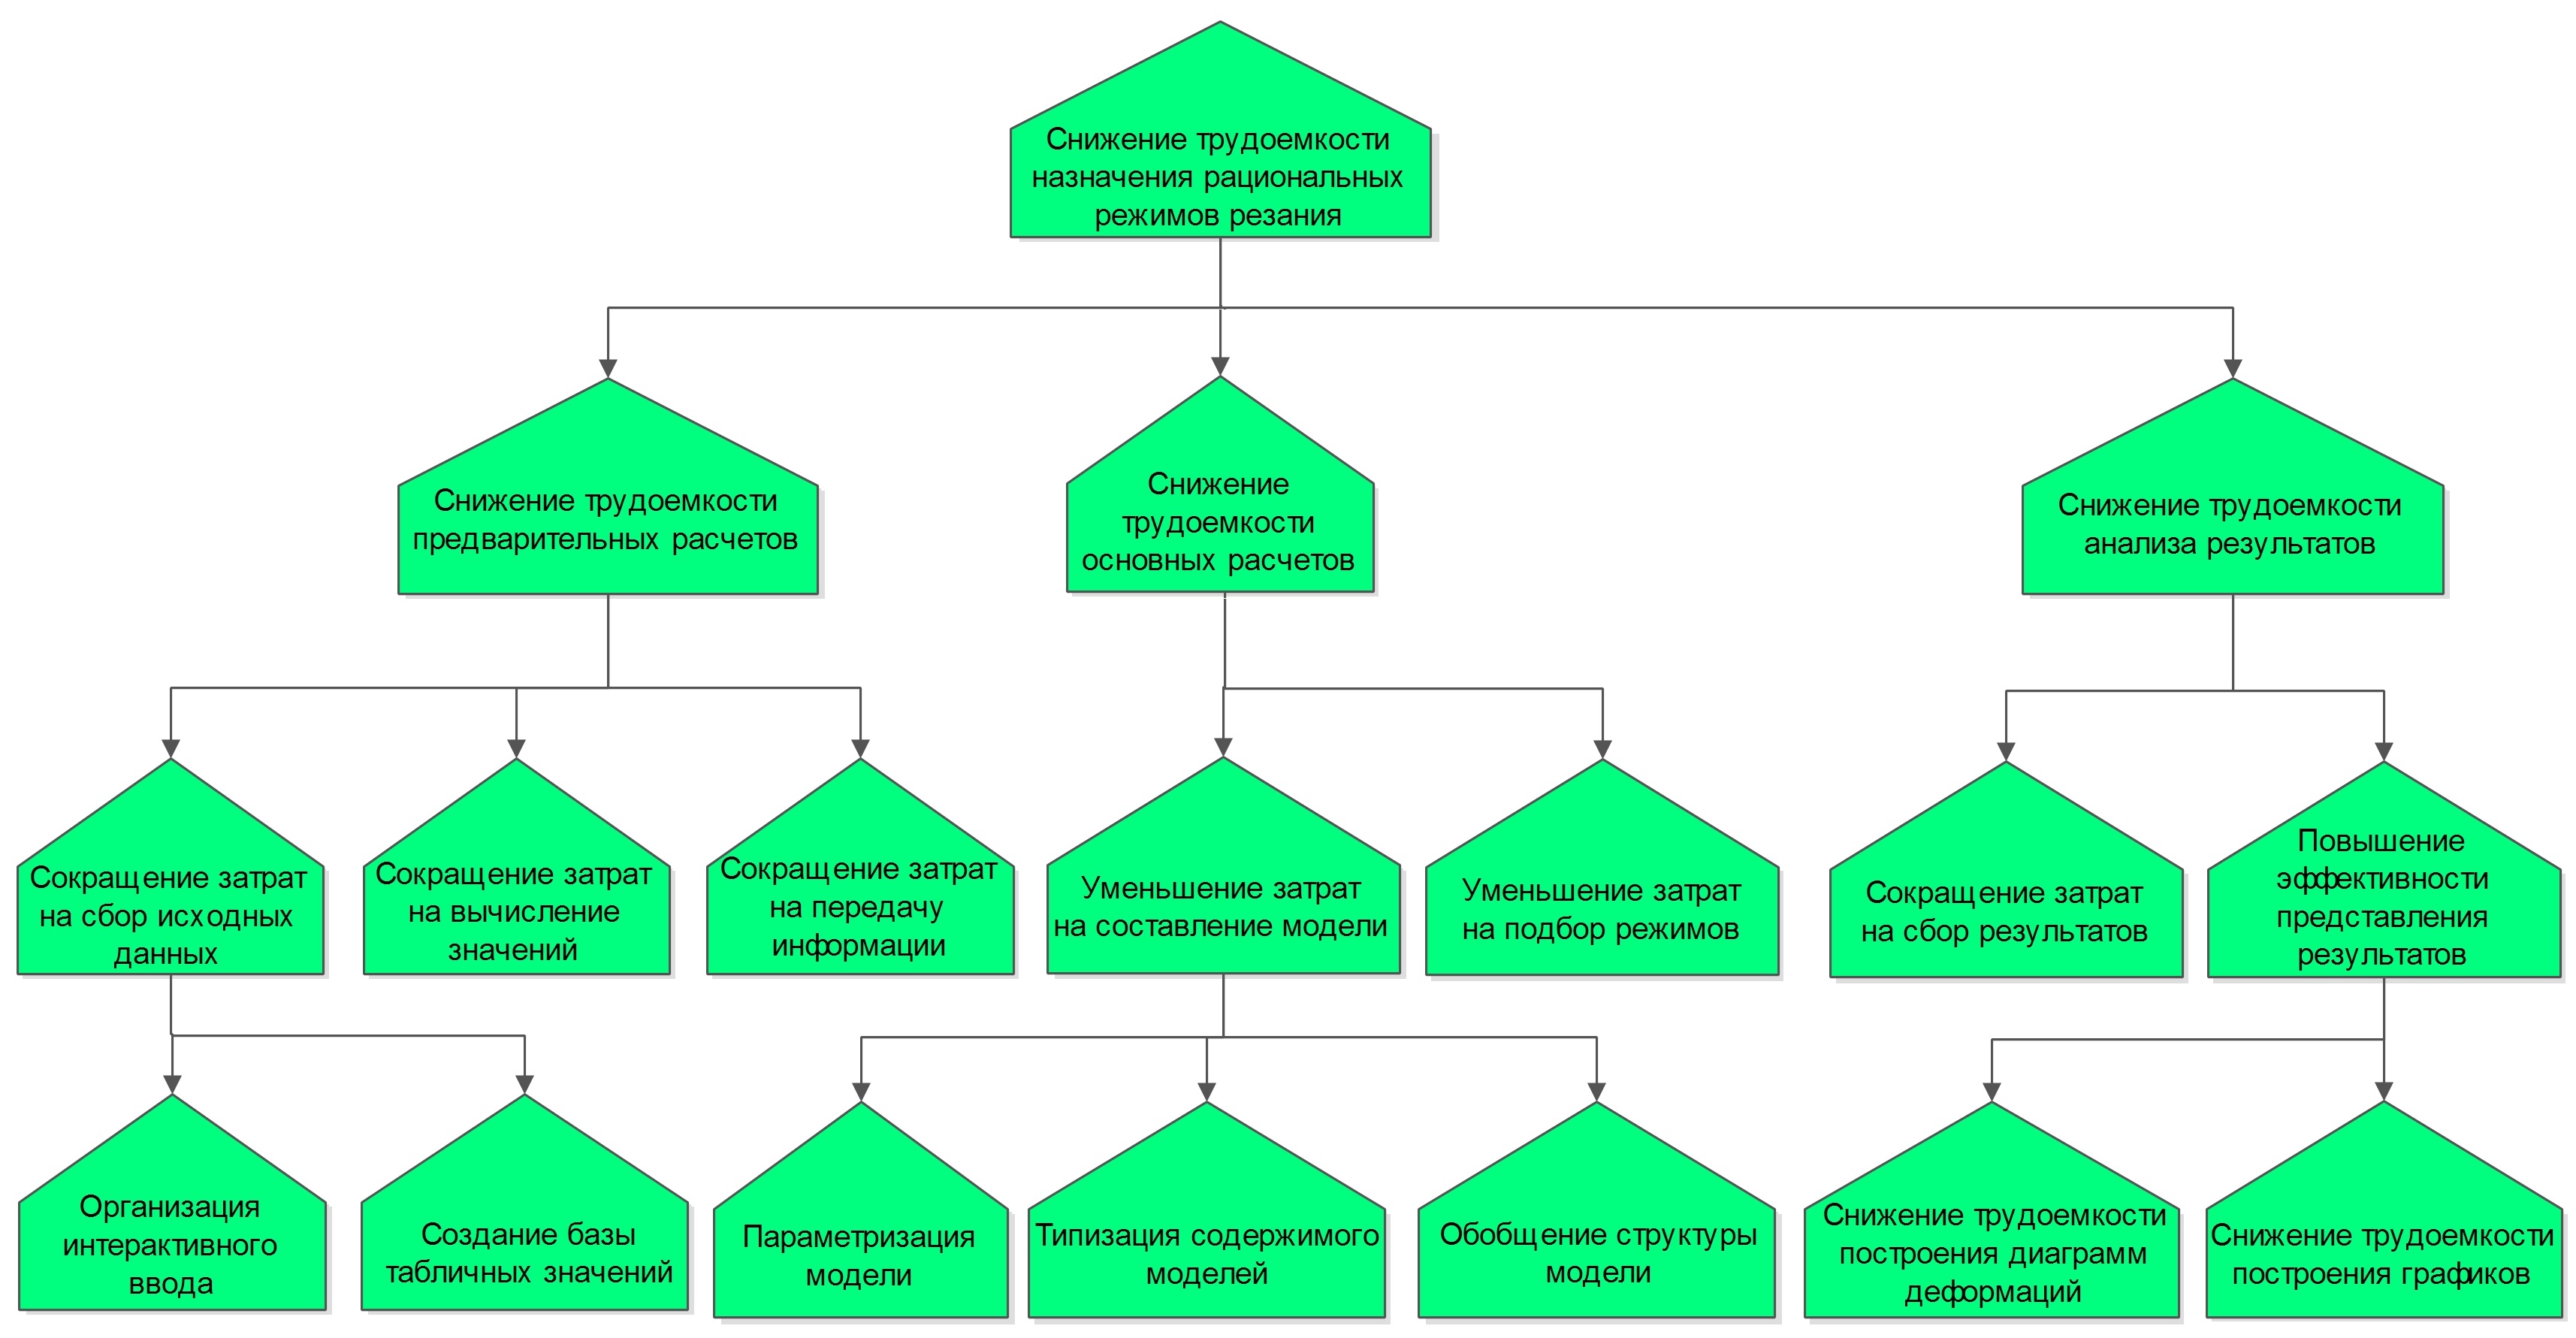 Снижение трудоемкости
назначения рациональных
режимов резания
Снижение трудоемкости
предварительных расчетов
Снижение
трудоемкости
основных расчетов
Снижение трудоемкости
анализа результатов
Сокращение затрат
на сбор исходных
данных
Сокращение затрат
на вычисление
значений
Сокращение затрат
на передачу
информации
Уменьшение затрат
на составление модели
Уменьшение затрат
на подбор режимов
Сокращение затрат
на сбор результатов
Повышение
эффективности
представления
результатов
Организация
интерактивного
ввода
Создание базы
табличных значений
Параметризация
модели
Типизация содержимого
моделей
Обобщение структуры
модели
Снижение трудоемкости
построения диаграмм
деформаций
Снижение трудоемкости
построения графиков